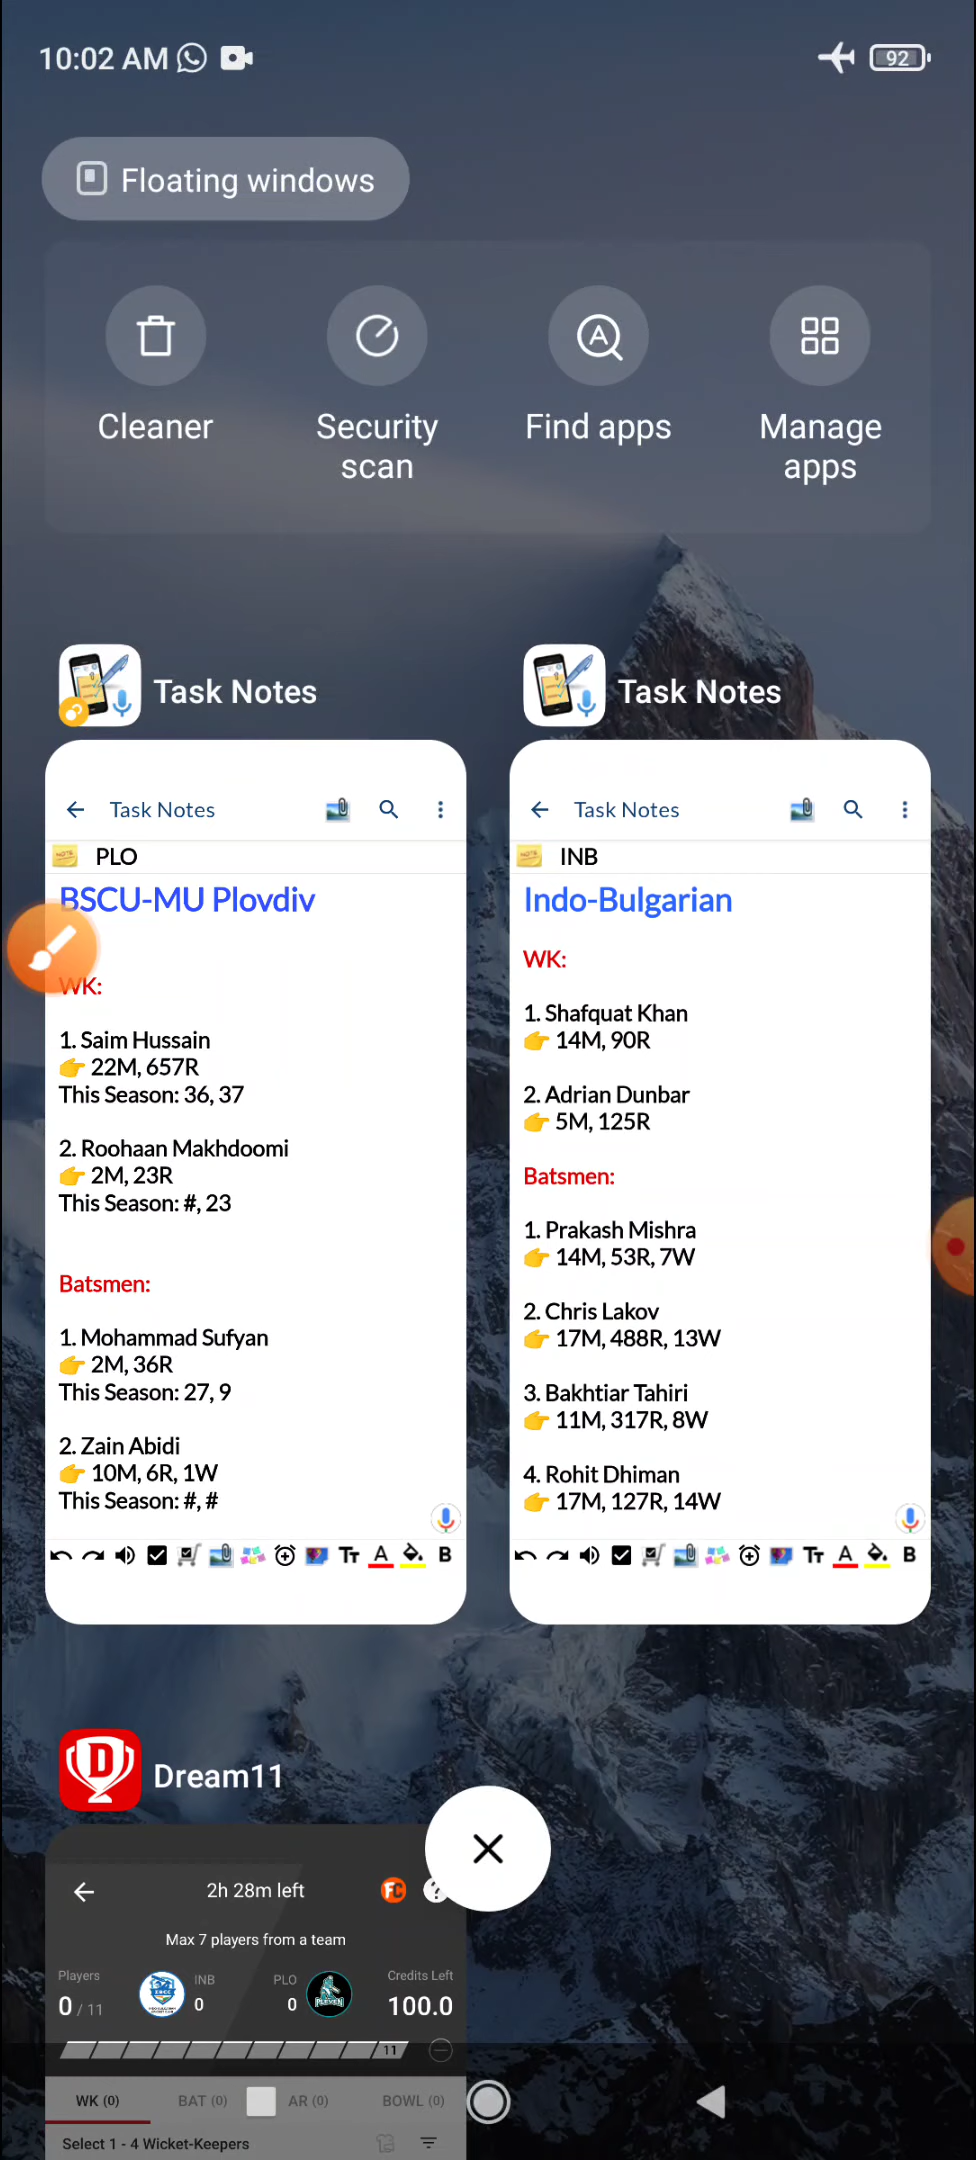 10:02 AM
92
Floating windows
Cleaner
Security scan
Find apps
Manage apps
Task Notes
Task Notes
PLO
BSCU-MU Plovdiv
WK:
1. Saim Hussain
👉 22M, 657R
This Season: 36, 37
2. Roohaan Makhdoomi
👉 2M, 23R
This Season: #, 23
Batsmen:
1. Mohammad Sufyan
👉 2M, 36R
This Season: 27, 9
2. Zain Abidi
👉 10M, 6R, 1W
This Season: #, #
Tт A B
Task Notes
Task Notes
INB
Indo-Bulgarian
WK:
1. Shafquat Khan
👉 14M, 90R
2. Adrian Dunbar
👉 5M, 125R
Batsmen:
1. Prakash Mishra
👉 14M, 53R, 7W
2. Chris Lakov
👉 17M, 488R, 13W
3. Bakhtiar Tahiri
👉 11M, 317R, 8W
4. Rohit Dhiman
👉 17M, 127R, 14W
Tт A B
D
Dream11
2h 28m left
FC
?
Max 7 players from a team
Players
0 / 11
INB
0
PLO
0
PLEVEN
Credits Left
100.0
11
WK (0)
BAT (0)
AR (0)
BOWL (0)
Select 1 - 4 Wicket-Keepers